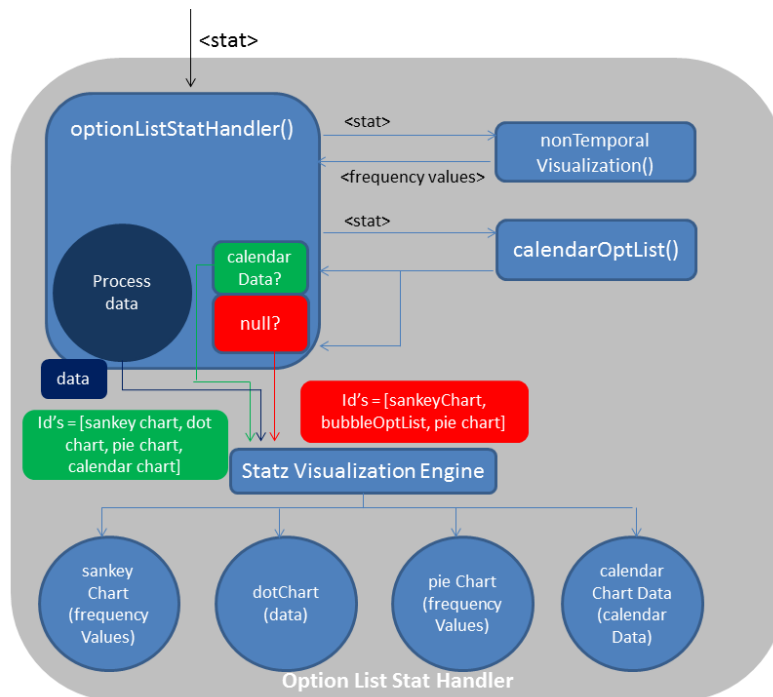 <stat>
optionListStatHandler()
<stat>
nonTemporal
Visualization()
<frequency values>
<stat>
calendarOptList()
calendar
Data?
Process
data
null?
data
Id's = [sankey chart, dot
chart, pie chart,
calendar chart]
Id's = [sankeyChart,
bubbleOptList, pie chart]
Statz Visualization Engine
sankey
Chart
(frequency
Values)
dotChart
(data)
pie Chart
(frequency
Values)
calendar
Chart Data
(calendar
Data)
Option List Stat Handler